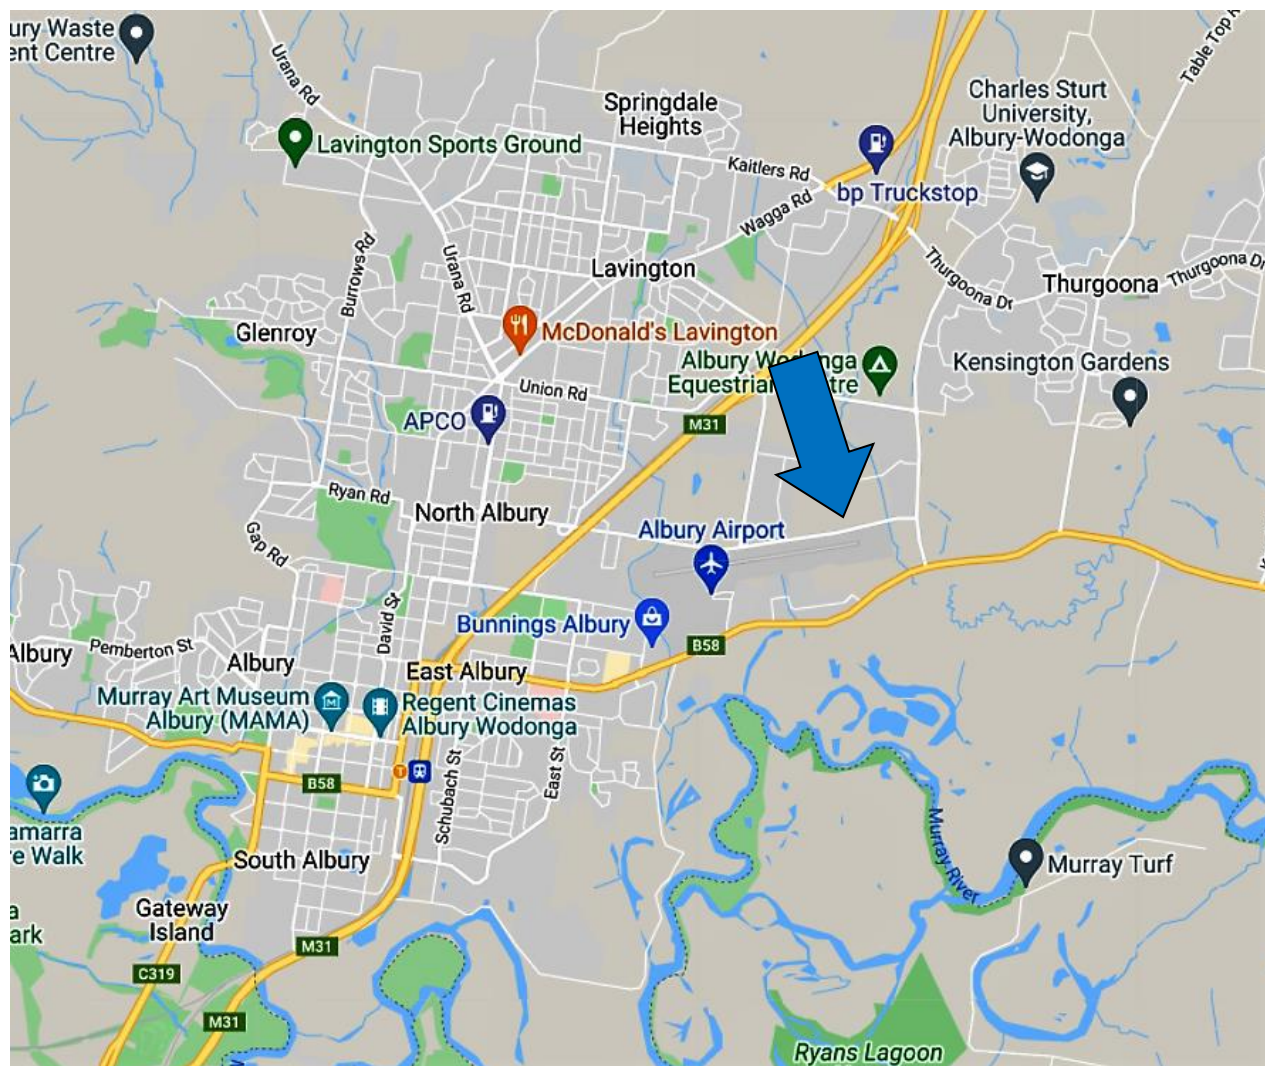 ury Waste
ent Centre
Urana Rd
Table Top R
Springdale
Heights
Charles Sturt
University,
Albury-Wodonga
Lavington Sports Ground
Kaitlers Rd
bp Truckstop
Wagga Rd
Burrows Rd
Urana Rd
Lavington
Thurgoona Dr
Thurgoona
Thurgoona Dr
Glenroy
McDonald's Lavington
Albury Wodonga
Equestrian Centre
Kensington Gardens
Union Rd
APCO
M31
Ryan Rd
North Albury
Albury Airport
Gap Rd
David St
Bunnings Albury
B58
Albury
Pemberton St
Albury
East Albury
Murray Art Museum
Albury (MAMA)
Regent Cinemas
Albury Wodonga
T
B58
Schubach St
East St
amarra
re Walk
South Albury
Murray River
Murray Turf
Gateway
Island
a
ark
M31
C319
M31
Ryans Lagoon